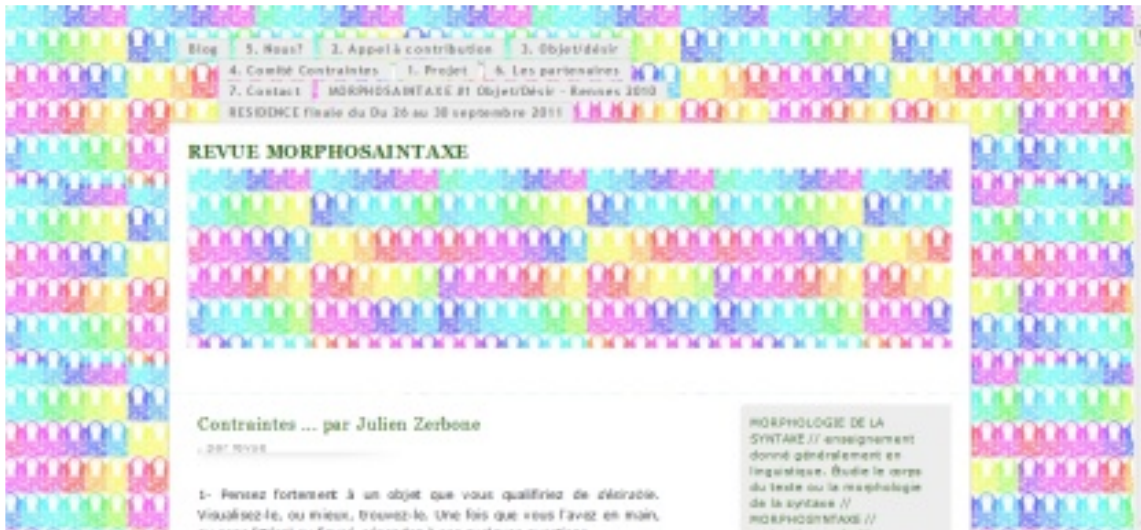 Blog 5. Nous? 2. Appel à contribution 3. Objet/désir
4. Comité Contraintes 1. Projet 6. Les partenaires
7. Contact MORPHOSAINTAXE #1 Objet/Désir - Rennes 2010
RESIDENCE finale du Du 26 au 30 septembre 2011
REVUE MORPHOSAINTAXE
Contraintes ... par Julien Zerbone
. par revue
1- Pensez fortement à un objet que vous qualifiriez de désirable.
Visualisez-le, ou mieux, trouvez-le. Une fois que vous l'avez en main,
MORPHOLOGIE DE LA
SYNTAXE // enseignement
donné généralement en
linguistique. Étudie le corps
du texte ou la morphologie
de la syntaxe //
MORPHOSYNTAXE //